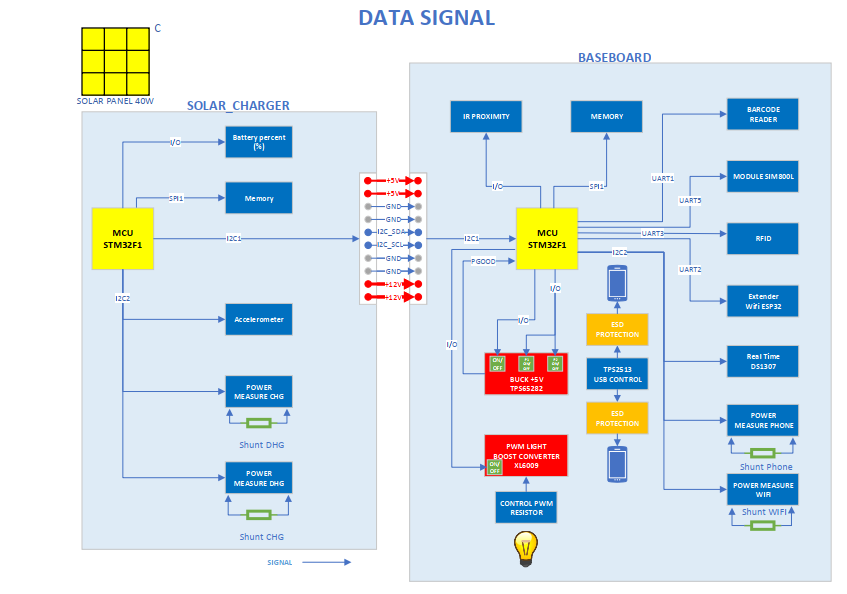 DATA SIGNAL
C
SOLAR PANEL 40W
SOLAR_CHARGER
I/O
Battery percent
(%)
SPI1
Memory
MCU
STM32F1
I2C1
I2C2
Accelerometer
POWER
MEASURE CHG
Shunt DHG
POWER
MEASURE DHG
Shunt CHG
SIGNAL
+5V
+5V
GND
GND
I2C_SDA
I2C_SCL
GND
GND
+12V
+12V
BASEBOARD
IR PROXIMITY
MEMORY
BARCODE
READER
UART1
MODULE SIM800L
I/O
SPI1
UART5
I2C1
MCU
STM32F1
UART3
RFID
I2C2
PGOOD
UART2
I/O
Extender
Wifi ESP32
I/O
ESD
PROTECTION
I/O
ON/
OFF
BUCK +5V
TPS65282
TPS2513
USB CONTROL
Real Time
DS1307
ESD
PROTECTION
POWER
MEASURE PHONE
Shunt Phone
PWM LIGHT
BOOST CONVERTER
XL6009
ON/
OFF
POWER MEASURE
WIFI
Shunt WIFI
CONTROL PWM
RESISTOR